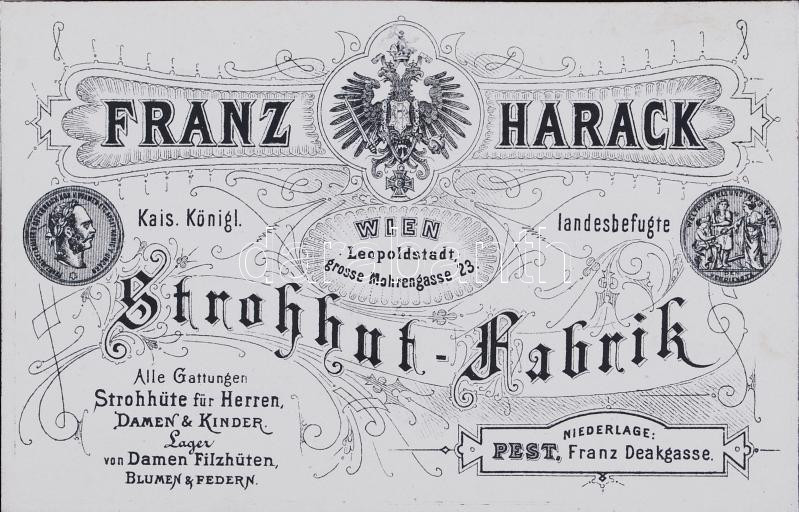 FRANZ HARACK
Kais. Königl.
WIEN
Leopoldstadt,
grosse Mohrengasse 23.
landesbefugte
Strohhut-Fabrik
Alle Gattungen
Strohhüte für Herren,
DAMEN & KINDER.
Lager
von Damen Filzhüten,
BLUMEN & FEDERN.
NIEDERLAGE:
PEST, Franz Deakgasse.